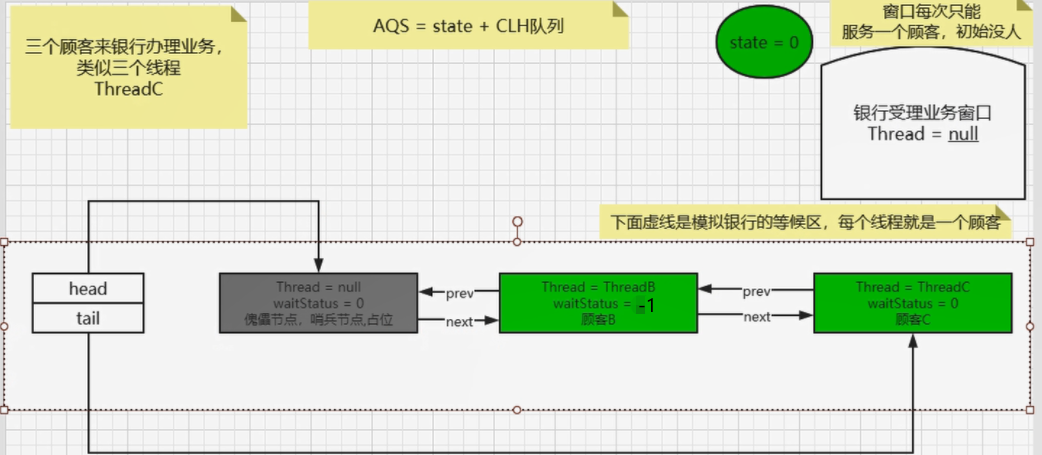 三个顾客来银行办理业务，
类似三个线程
ThreadC
AQS = state + CLH队列
state = 0
窗口每次只能
服务一个顾客，初始没人
银行受理业务窗口
Thread = null
下面虚线是模拟银行的等候区，每个线程就是一个顾客
head
tail
Thread = null
waitStatus = 0
傀儡节点，哨兵节点,占位
prev
next
Thread = ThreadB
waitStatus = -1
顾客B
prev
next
Thread = ThreadC
waitStatus = 0
顾客C